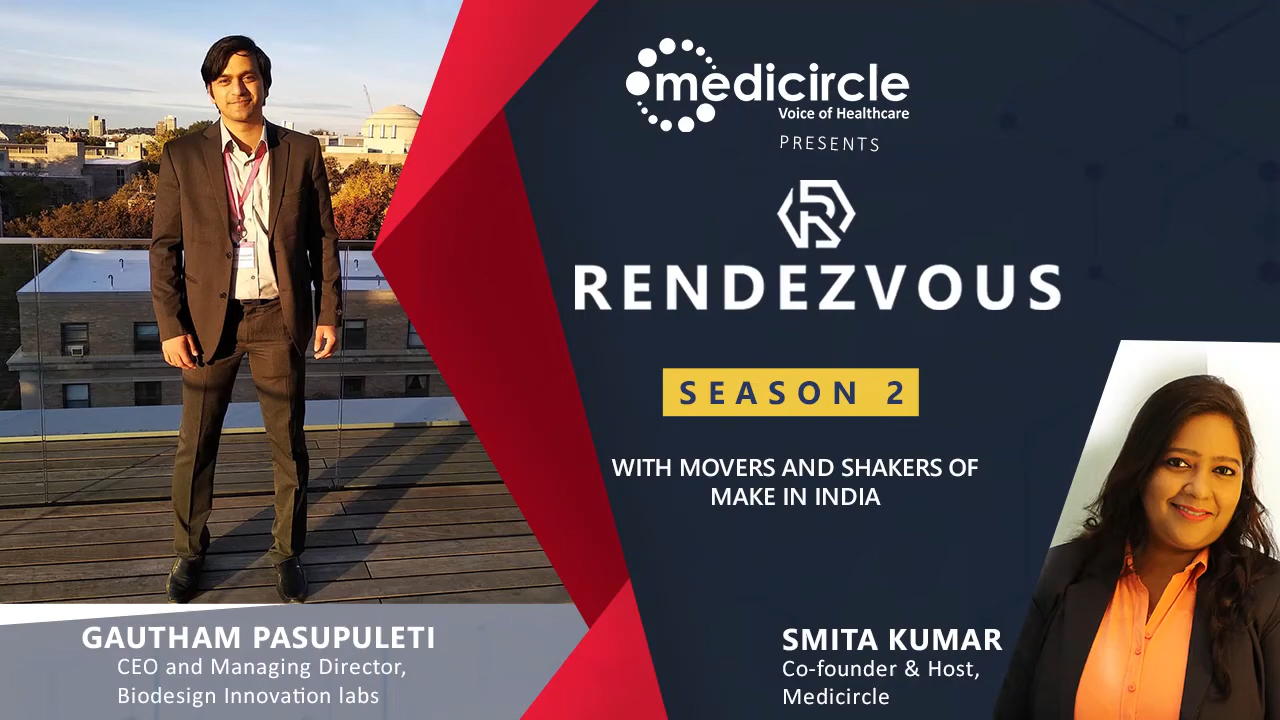 medicircle
Voice of Healthcare
PRESENTS
RENDEZVOUS
SEASON 2
WITH MOVERS AND SHAKERS OF
MAKE IN INDIA
GAUTHAM PASUPULETI
CEO and Managing Director,
Biodesign Innovation labs
SMITA KUMAR
Co-founder & Host,
Medicircle